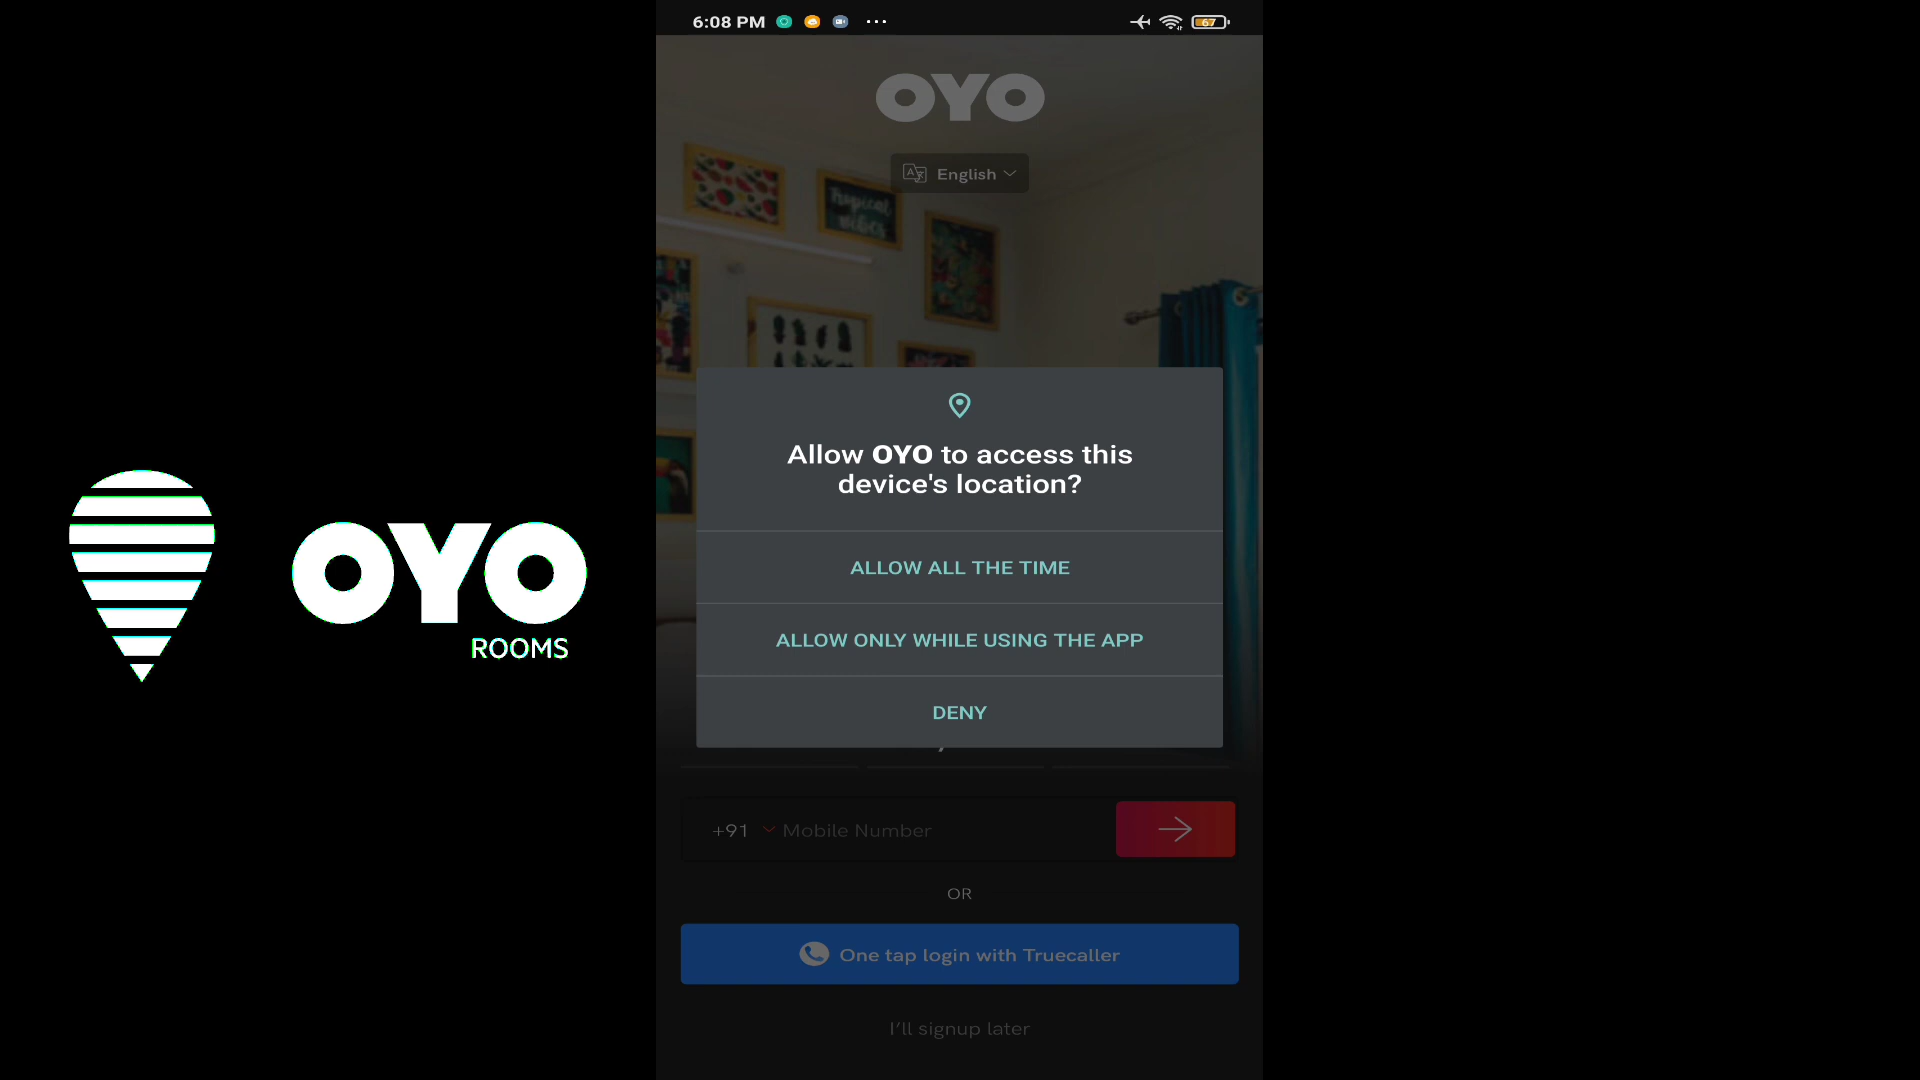 6:08 PM
67
OYO
English
Tropical
vibes
Allow OYO to access this
device's location?
ALLOW ALL THE TIME
ALLOW ONLY WHILE USING THE APP
DENY
+91 Mobile Number
OR
One tap login with Truecaller
I'll signup later
OYO
ROOMS